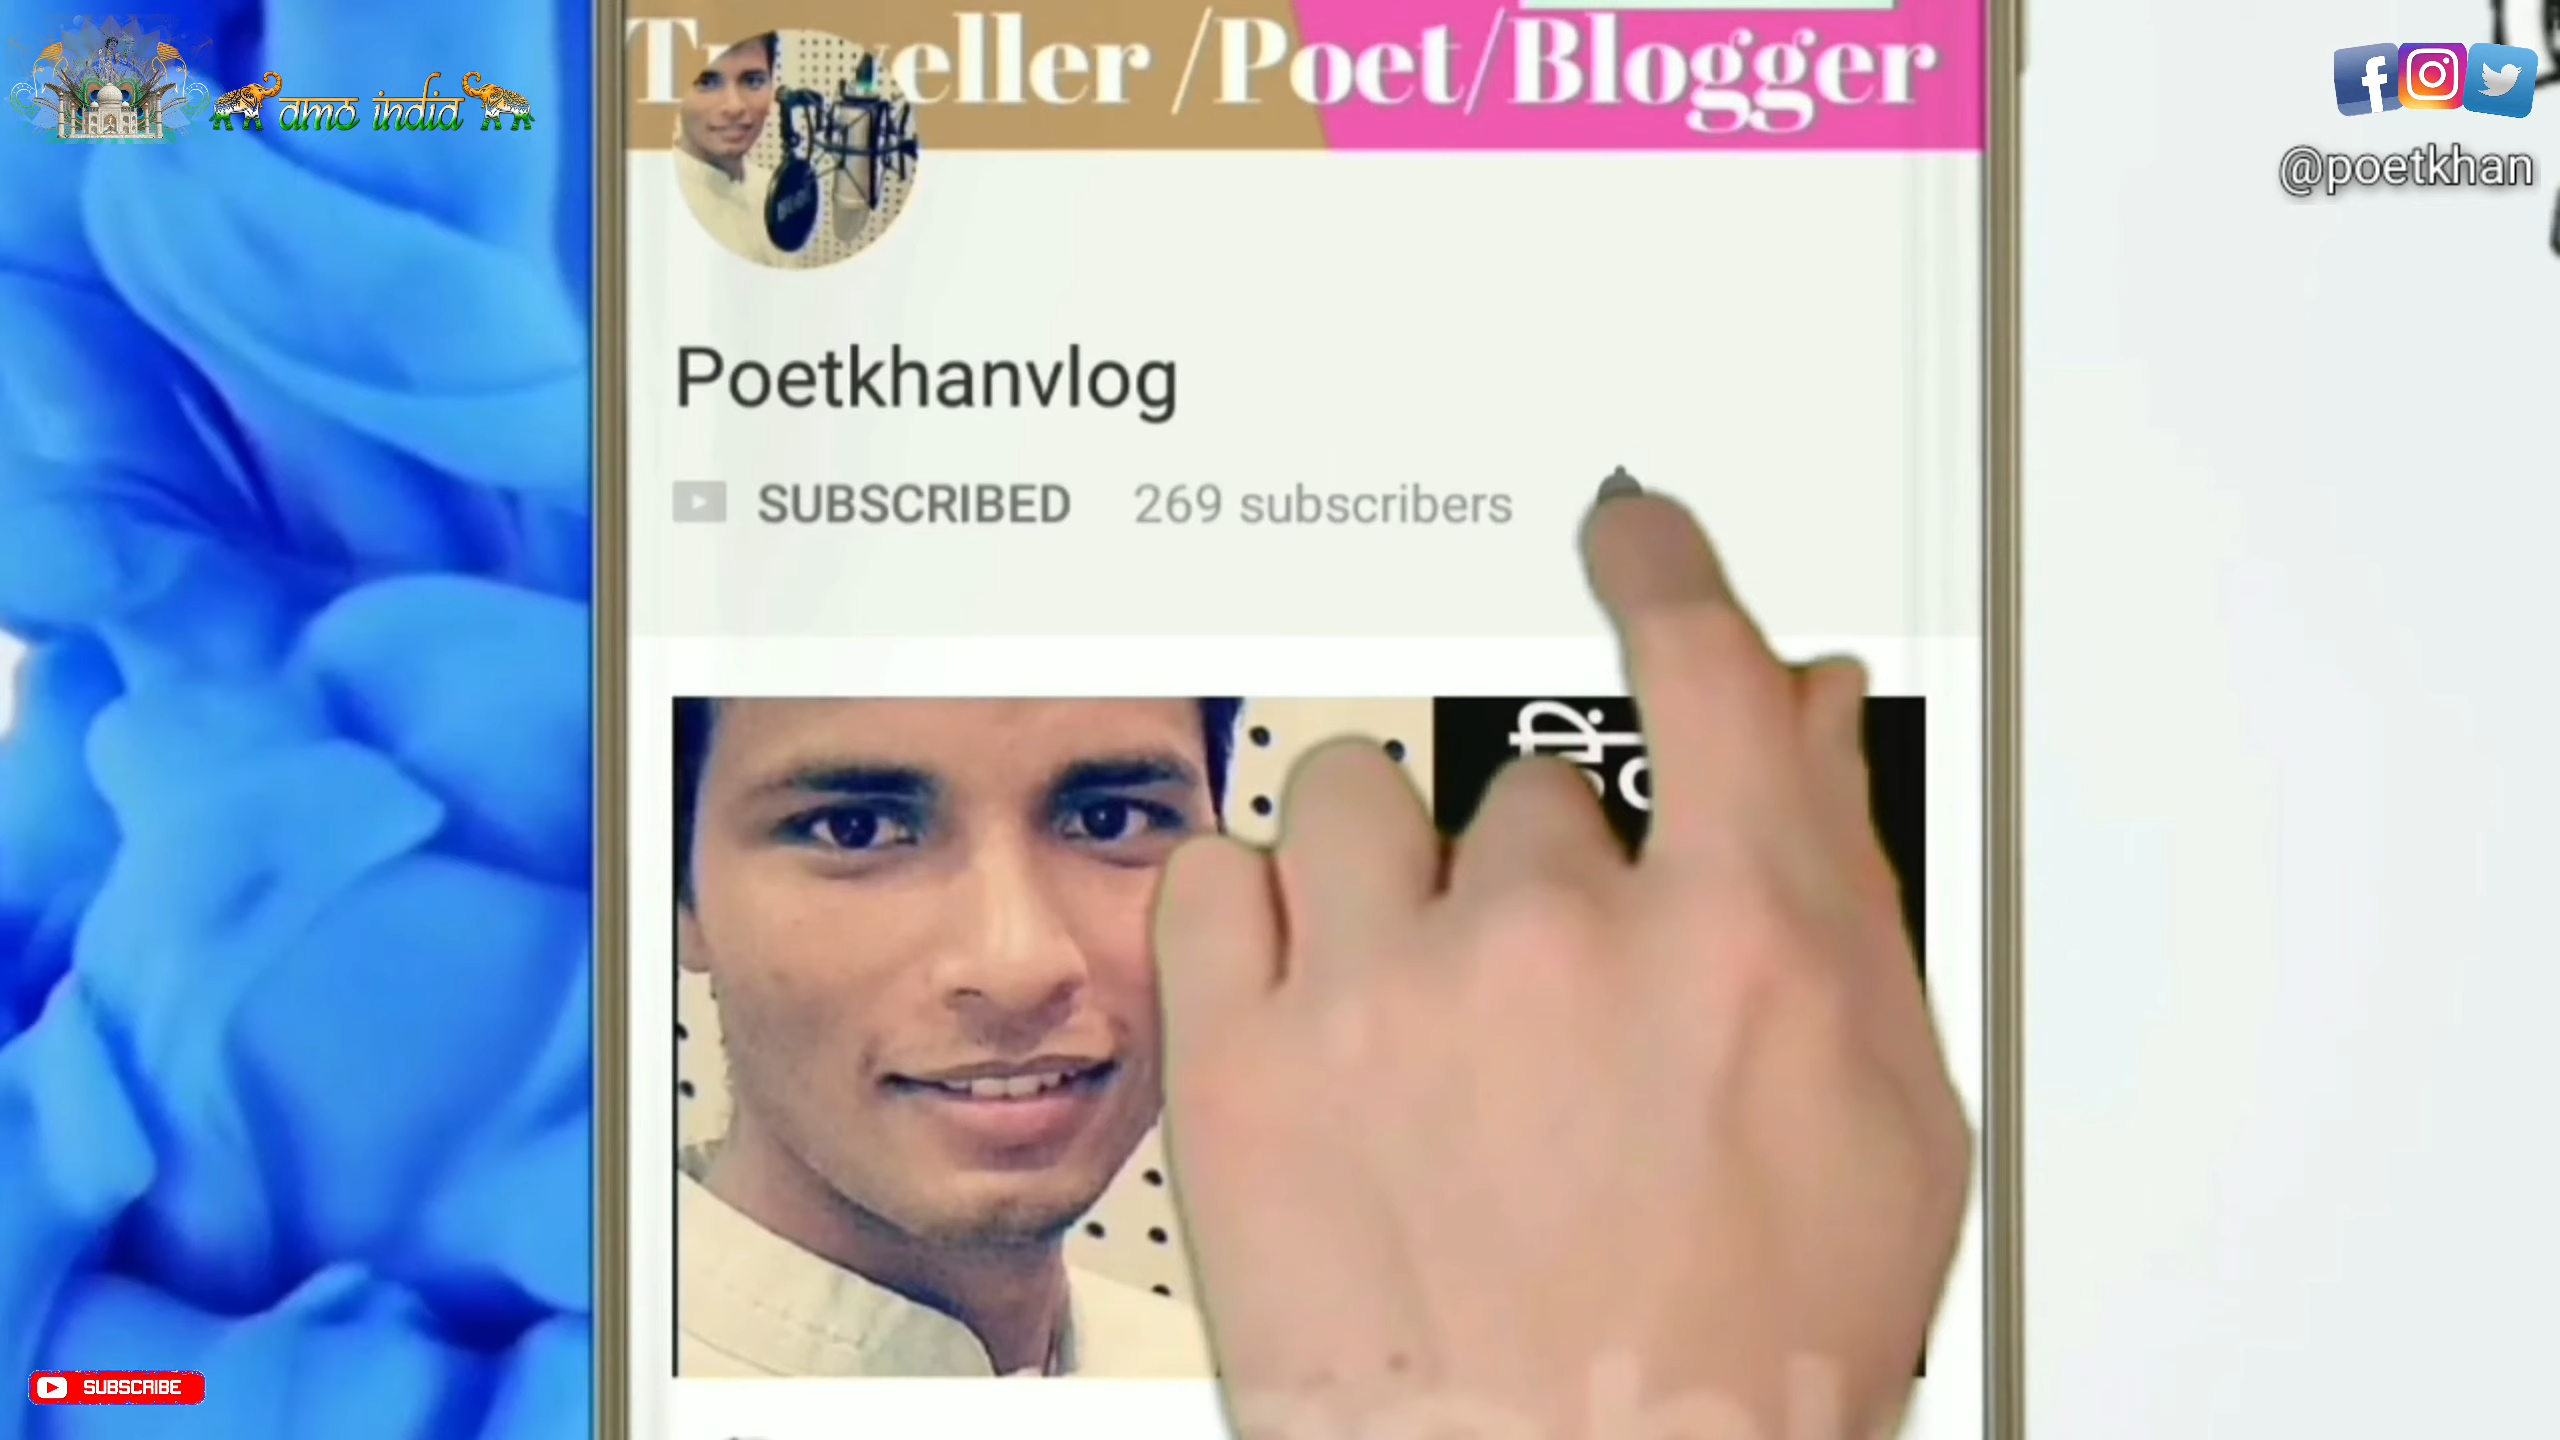 Traveller /Poet/Blogger
amo india
@poetkhan
Poetkhanvlog
SUBSCRIBED 269 subscribers
SUBSCRIBE